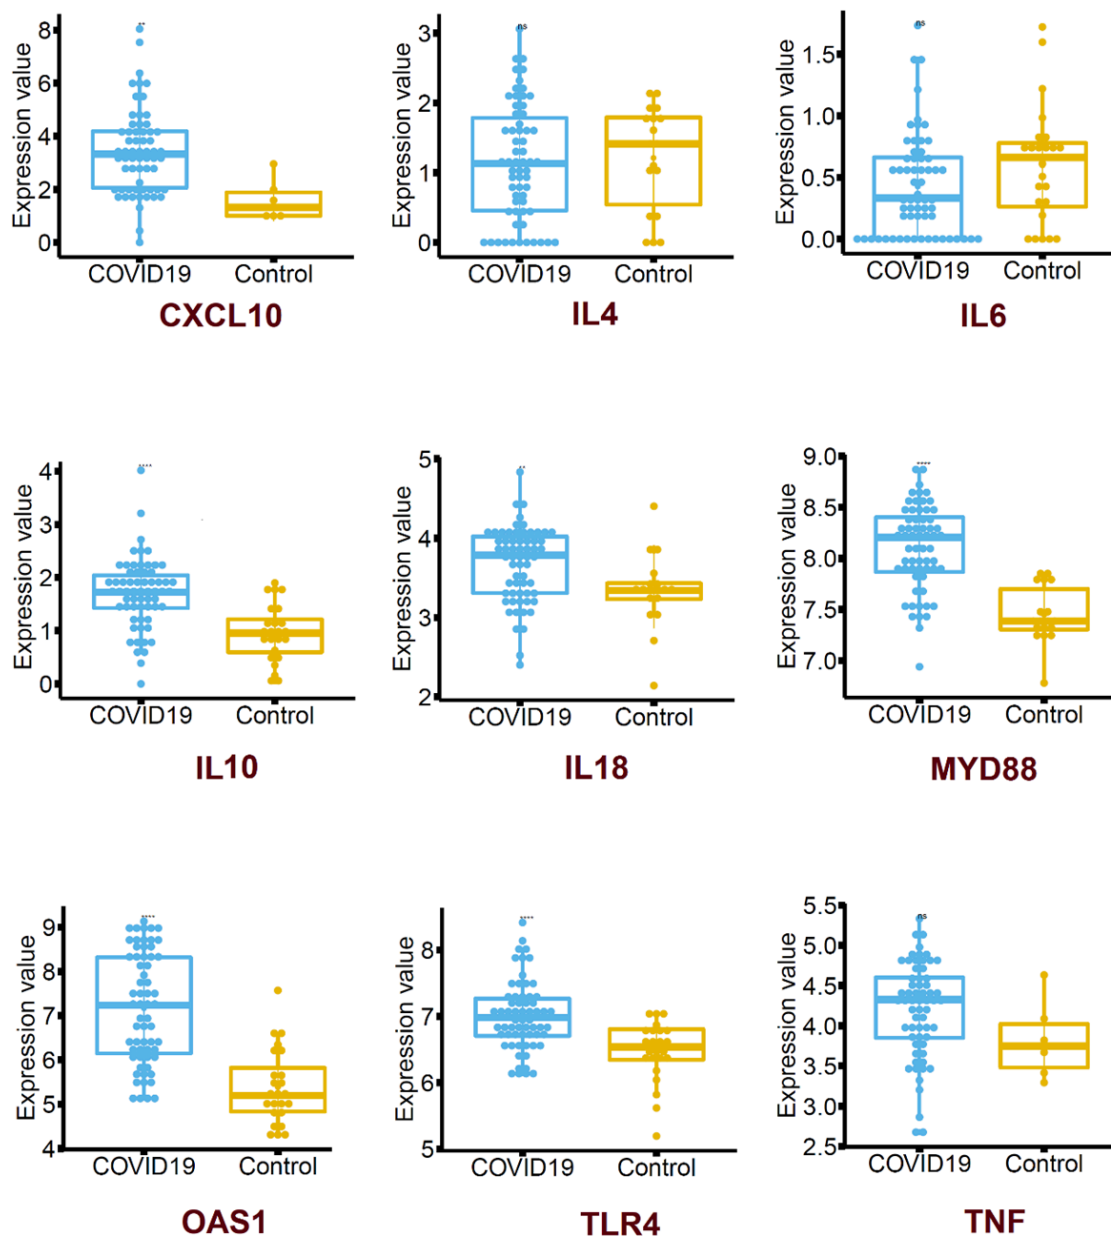 **
ns
ns
Expression value
8
6
4
2
0
COVID19 Control
CXCL10
Expression value
3
2
1
0
COVID19 Control
IL4
Expression value
1.5
1.0
0.5
0.0
COVID19 Control
IL6
****
**
****
Expression value
4
3
2
1
0
COVID19 Control
IL10
Expression value
5
4
3
2
COVID19 Control
IL18
Expression value
9.0
8.5
8.0
7.5
7.0
COVID19 Control
MYD88
****
****
ns
Expression value
9
8
7
6
5
4
COVID19 Control
OAS1
Expression value
8
7
6
5
COVID19 Control
TLR4
Expression value
5.5
5.0
4.5
4.0
3.5
3.0
2.5
COVID19 Control
TNF